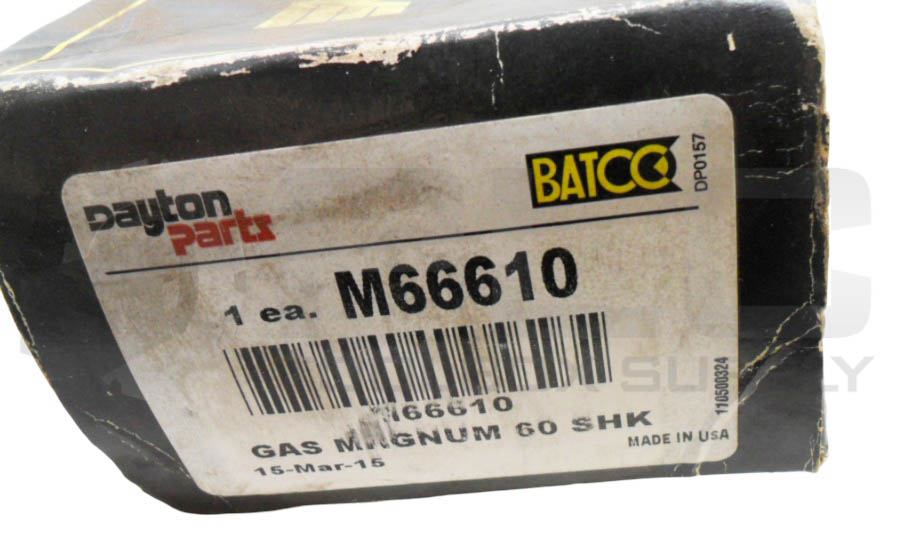 Dayton
Parts
BATCO
DP0157
1 ea. M66610
M66610
GAS MAGNUM 60 SHK
15-Mar-15
MADE IN USA
110500324
SUPPLY